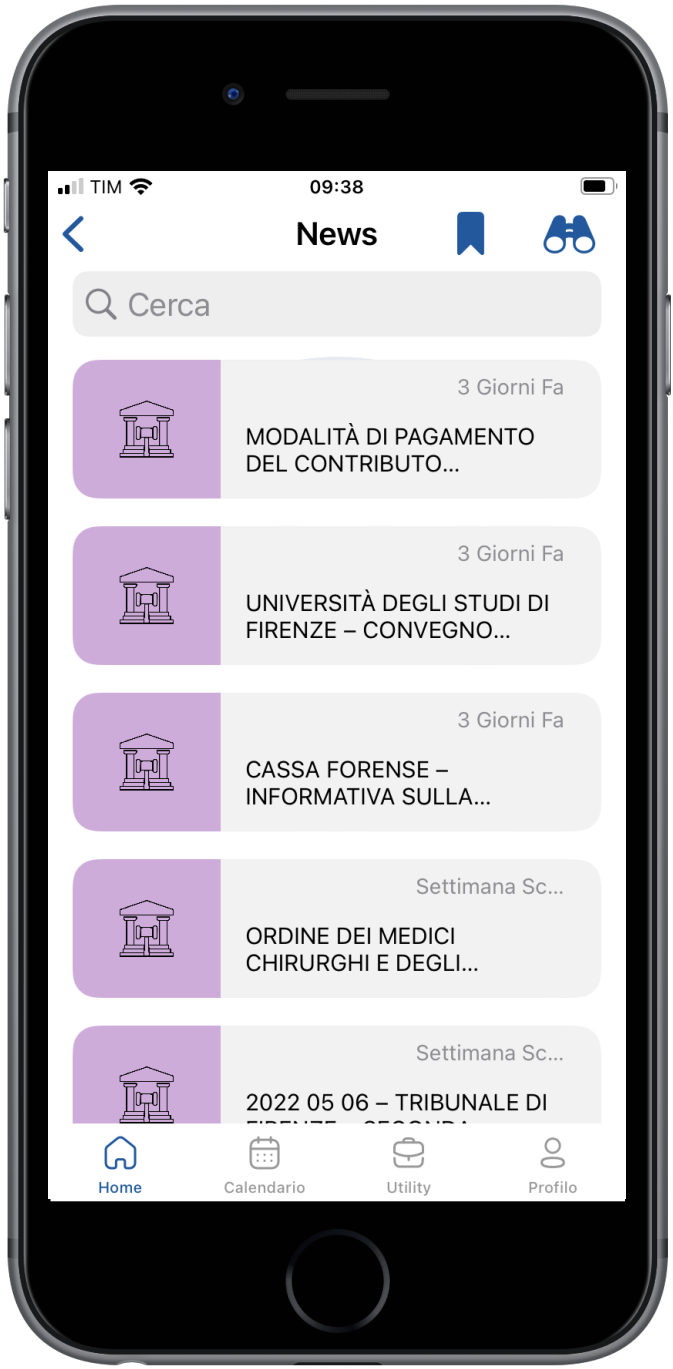 TIM
09:38
News
Cerca
3 Giorni Fa
MODALITÀ DI PAGAMENTO
DEL CONTRIBUTO...
3 Giorni Fa
UNIVERSITÀ DEGLI STUDI DI
FIRENZE – CONVEGNO...
3 Giorni Fa
CASSA FORENSE –
INFORMATIVA SULLA...
Settimana Sc...
ORDINE DEI MEDICI
CHIRURGHI E DEGLI...
Settimana Sc...
2022 05 06 – TRIBUNALE DI
FIRENZE – SECONDA
Home
Calendario
Utility
Profilo